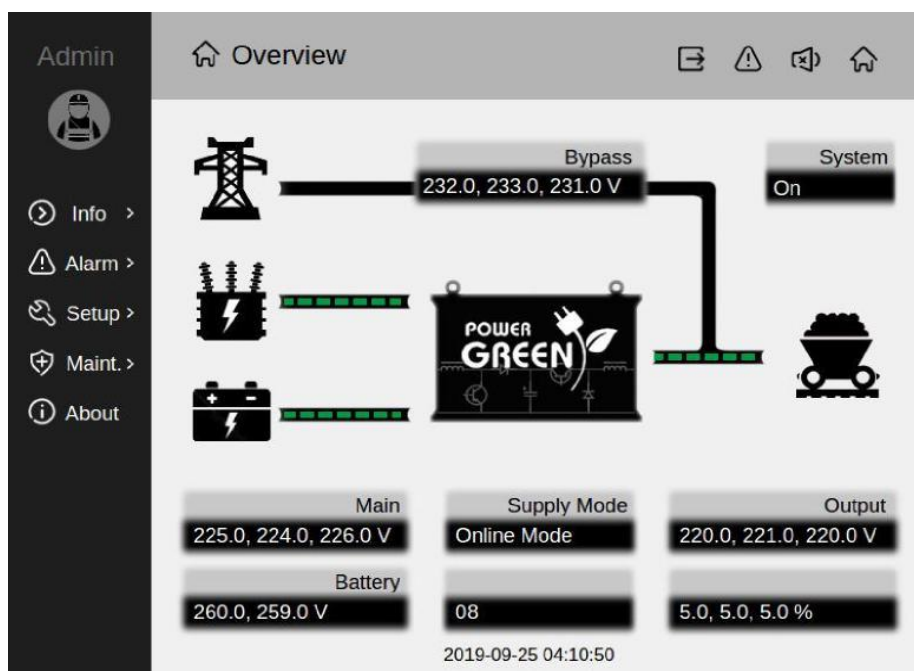 Admin
Overview
Info >
Alarm >
Setup >
Maint. >
About
Bypass
232.0, 233.0, 231.0 V
System
On
POWER
GREEN
Main
225.0, 224.0, 226.0 V
Supply Mode
Online Mode
Output
220.0, 221.0, 220.0 V
Battery
260.0, 259.0 V
08
5.0, 5.0, 5.0 %
2019-09-25 04:10:50